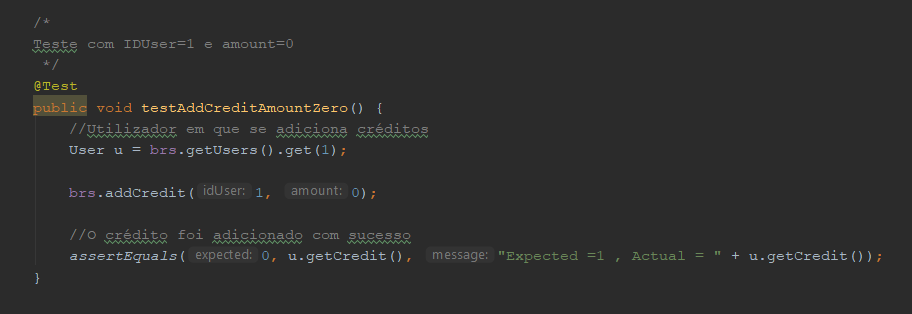 /*
Teste com IDUser=1 e amount=0
*/
@Test
public void testAddCreditAmountZero() {
//Utilizador em que se adiciona créditos
User u = brs.getUsers().get(1);
brs.addCredit( idUser: 1, amount: 0);
//O crédito foi adicionado com sucesso
assertEquals( expected: 0, u.getCredit(), message: "Expected =1 , Actual = " + u.getCredit());
}